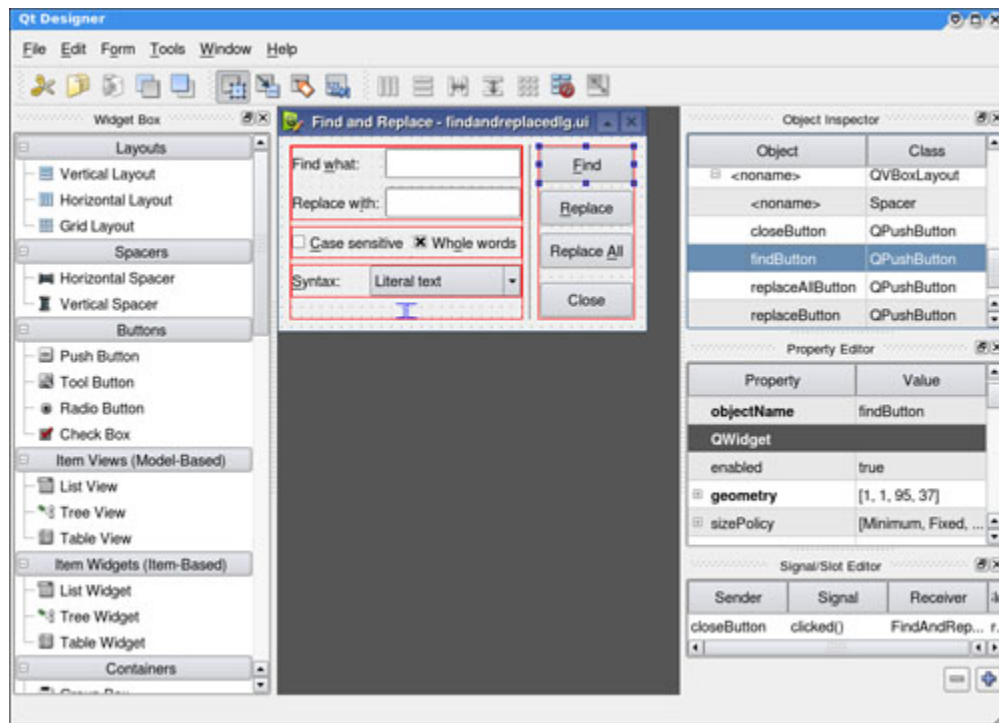 Qt Designer
File Edit Form Tools Window Help
Widget Box
Layouts
Vertical Layout
Horizontal Layout
Grid Layout
Spacers
Horizontal Spacer
Vertical Spacer
Buttons
Push Button
Tool Button
Radio Button
Check Box
Item Views (Model-Based)
List View
Tree View
Table View
Item Widgets (Item-Based)
List Widget
Tree Widget
Table Widget
Containers
Find and Replace - findandreplacedlg.ui
Find what:
Replace with:
Case sensitive Whole words
Syntax: Literal text
Find
Replace
Replace All
Close
Object Inspector
Object Class
<noname> QVBoxLayout
<noname> Spacer
closeButton QPushButton
findButton QPushButton
replaceAllButton QPushButton
replaceButton QPushButton
Property Editor
Property Value
objectName findButton
QWidget
enabled true
geometry [1, 1, 95, 37]
sizePolicy [Minimum, Fixed, ...
Signal/Slot Editor
Sender Signal Receiver
closeButton clicked() FindAndRep... r.